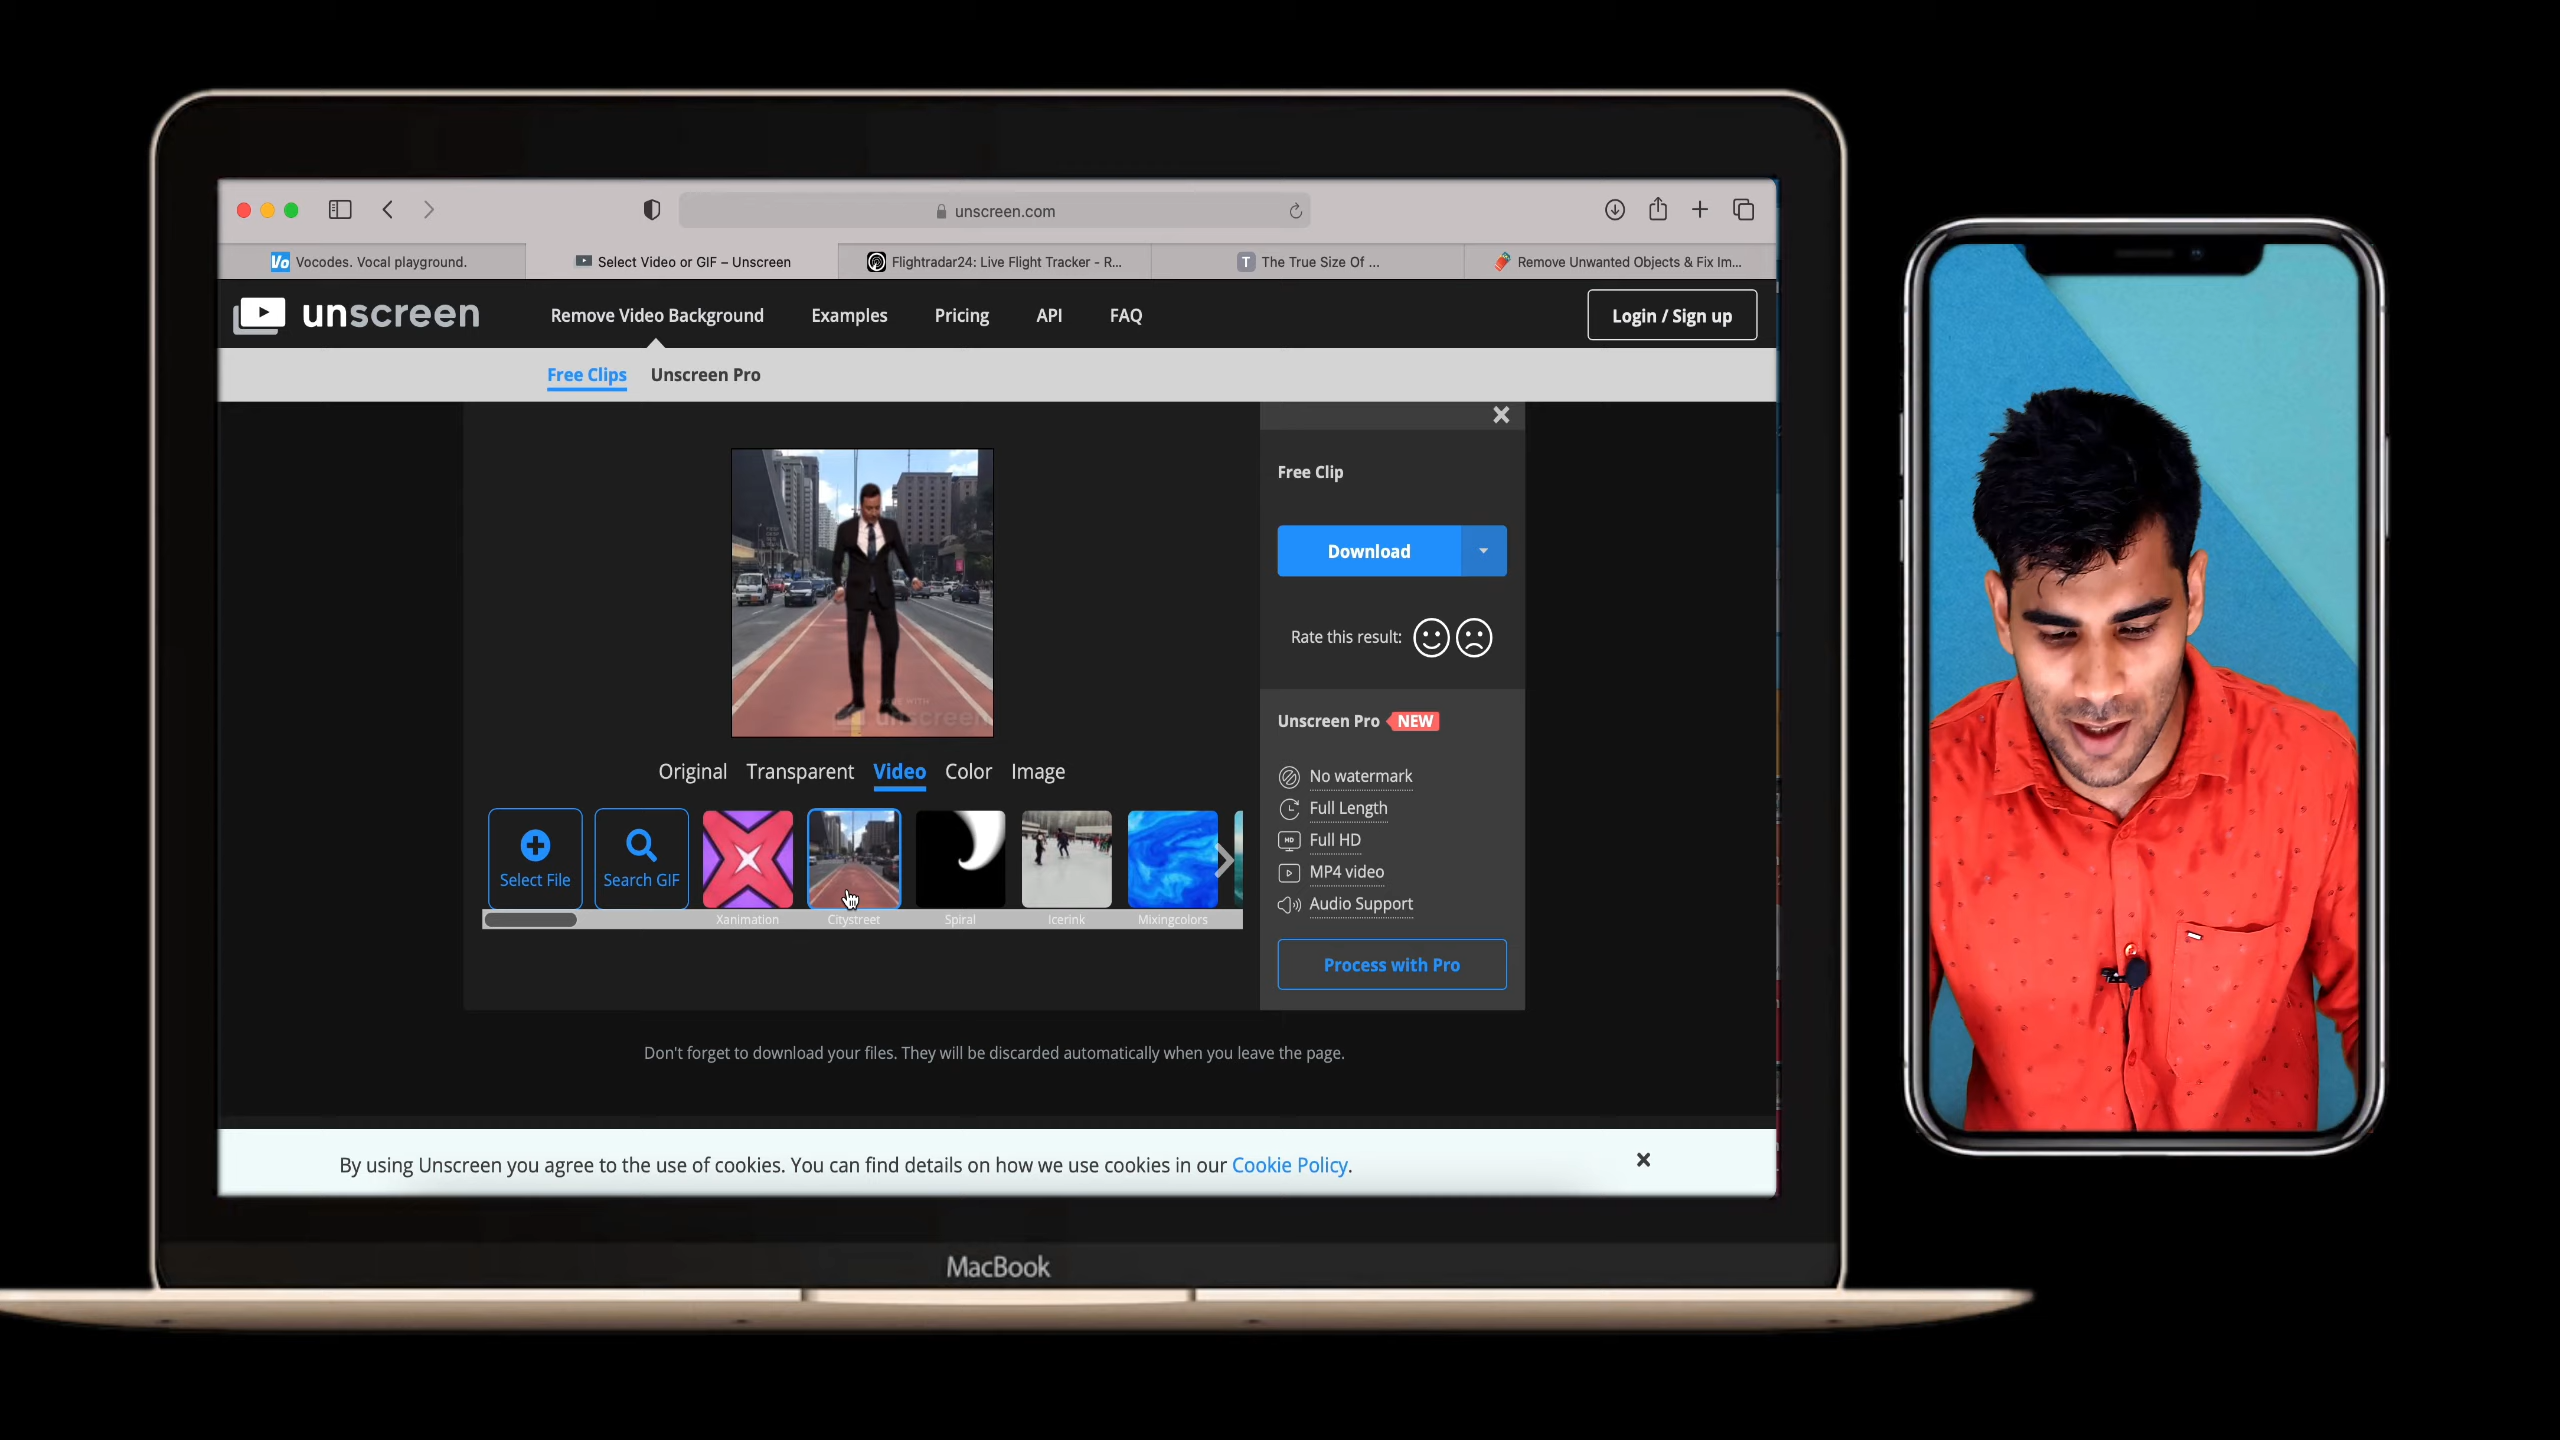 unscreen.com
Vo Vocodes. Vocal playground.
Select Video or GIF – Unscreen
Flightradar24: Live Flight Tracker - R...
T The True Size Of ...
Remove Unwanted Objects & Fix Im...
unscreen
Remove Video Background
Examples
Pricing
API
FAQ
Login / Sign up
Free Clips
Unscreen Pro
Free Clip
Download
Rate this result:
MADE WITH
unscreen
Unscreen Pro NEW
No watermark
Full Length
HD Full HD
MP4 video
Audio Support
Process with Pro
Original
Transparent
Video
Color
Image
Select File
Search GIF
Xanimation
Citystreet
Spiral
Icerink
Mixingcolors
Don't forget to download your files. They will be discarded automatically when you leave the page.
By using Unscreen you agree to the use of cookies. You can find details on how we use cookies in our Cookie Policy.
MacBook